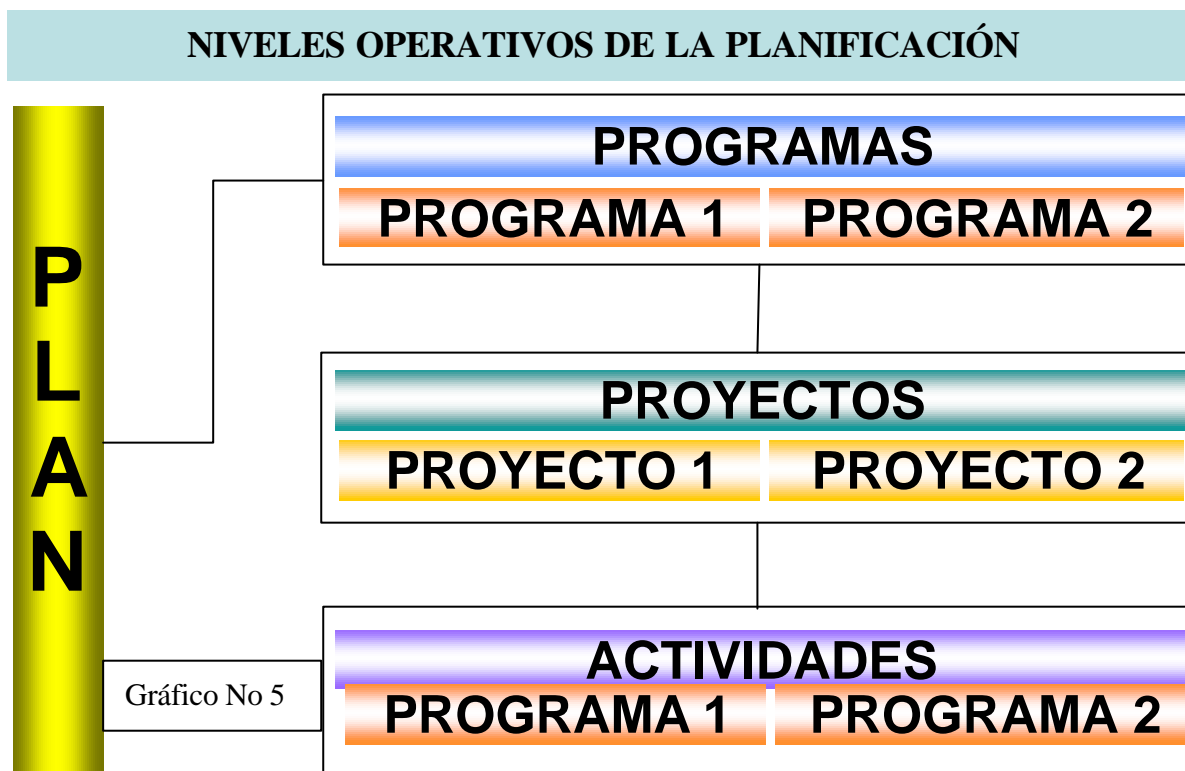 NIVELES OPERATIVOS DE LA PLANIFICACIÓN
PLAN
PROGRAMAS
PROGRAMA 1 PROGRAMA 2
PROYECTOS
PROYECTO 1 PROYECTO 2
ACTIVIDADES
PROGRAMA 1 PROGRAMA 2
Gráfico No 5